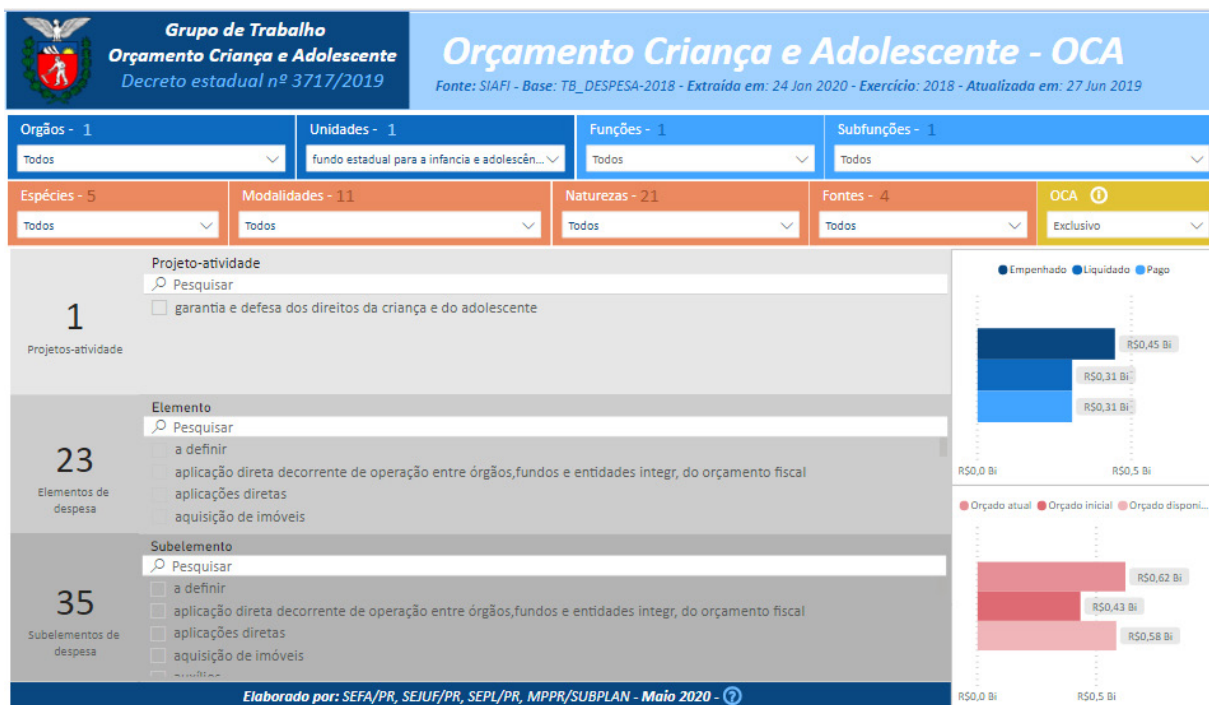 Grupo de Trabalho
Orçamento Criança e Adolescente
Decreto estadual nº 3717/2019
Orçamento Criança e Adolescente - OCA
Fonte: SIAFI - Base: TB_DESPESA-2018 - Extraída em: 24 Jan 2020 - Exercício: 2018 - Atualizada em: 27 Jun 2019
Orgãos - 1
Todos
Unidades - 1
fundo estadual para a infancia e adolescên...
Funções - 1
Todos
Subfunções - 1
Todos
Espécies - 5
Todos
Modalidades - 11
Todos
Naturezas - 21
Todos
Fontes - 4
Todos
OCA
Exclusivo
1
Projetos-atividade
Projeto-atividade
Pesquisar
garantia e defesa dos direitos da criança e do adolescente
23
Elementos de
despesa
Elemento
Pesquisar
a definir
aplicação direta decorrente de operação entre órgãos,fundos e entidades integr, do orçamento fiscal
aplicações diretas
aquisição de imóveis
35
Subelementos de
despesa
Subelemento
Pesquisar
a definir
aplicação direta decorrente de operação entre órgãos,fundos e entidades integr, do orçamento fiscal
aplicações diretas
aquisição de imóveis
Empenhado Liquidado Pago
R$0,45 Bi
R$0,31 Bi
R$0,31 Bi
R$0,0 Bi R$0,5 Bi
Orçado atual Orçado inicial Orçado disponi...
R$0,62 Bi
R$0,43 Bi
R$0,58 Bi
R$0,0 Bi R$0,5 Bi
Elaborado por: SEFA/PR, SEJUF/PR, SEPL/PR, MPPR/SUBPLAN - Maio 2020 - ?